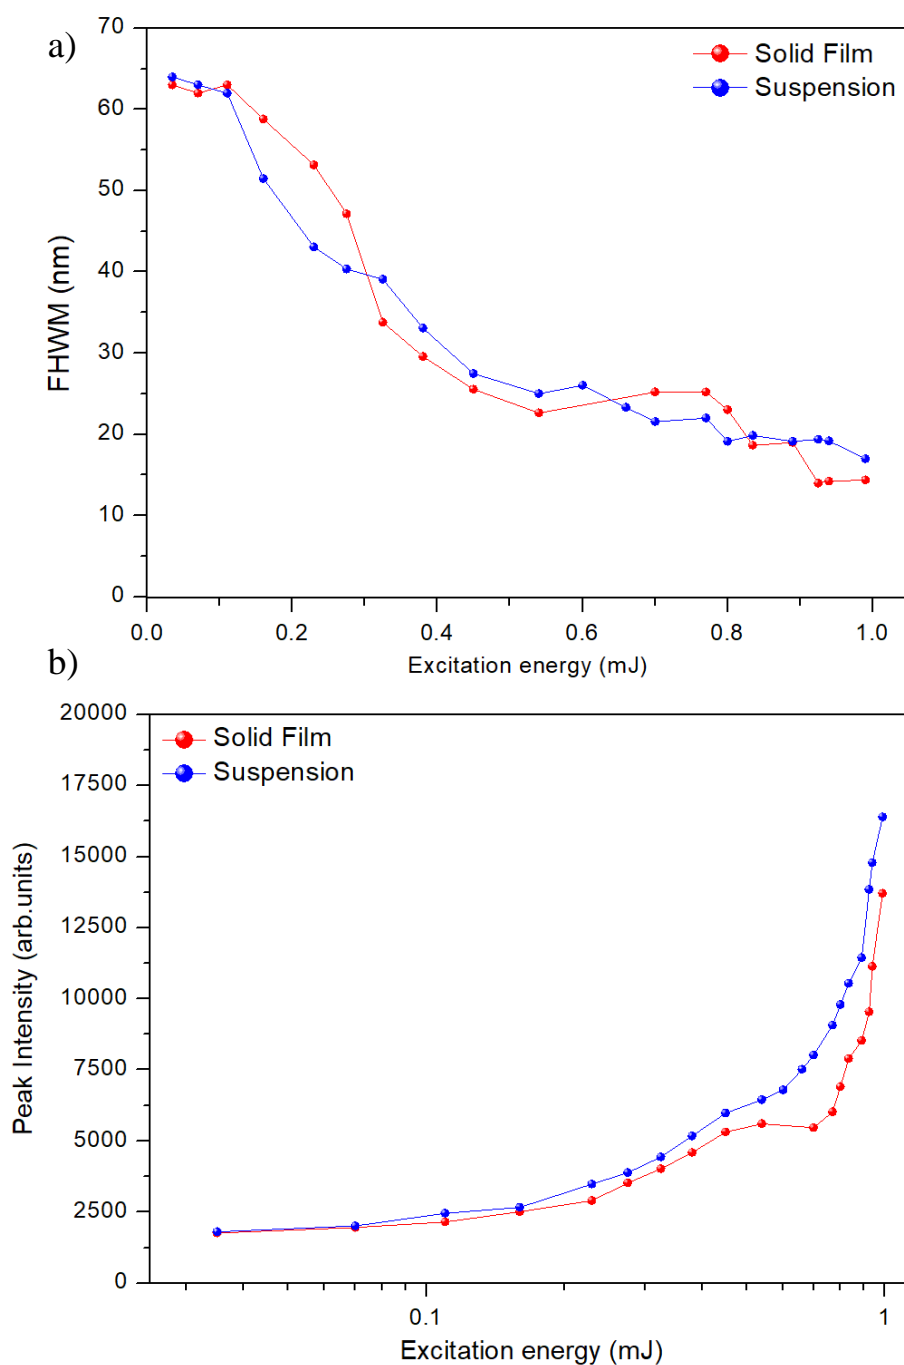 a)
70
60
50
40
30
20
10
0
FHWM (nm)
Solid Film
Suspension
0.0 0.2 0.4 0.6 0.8 1.0
Excitation energy (mJ)
b)
20000
17500
15000
12500
10000
7500
5000
2500
0
Peak Intensity (arb.units)
Solid Film
Suspension
0.1 1
Excitation energy (mJ)